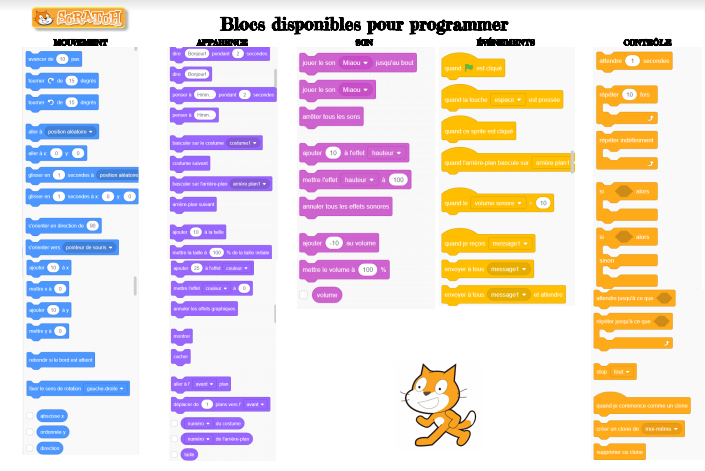 SCRATCH
Blocs disponibles pour programmer
MOUVEMENT
avancer de 10 pas
tourner 15 degrés
tourner 15 degrés
aller à position aléatoire
aller à x: 0 y: 0
glisser en 1 secondes à position aléatoire
glisser en 1 secondes à x: 0 y: 0
s'orienter en direction de 90
s'orienter vers pointeur de souris
ajouter 10 à x
mettre x à 0
ajouter 10 à y
mettre y à 0
rebondir si le bord est atteint
fixer le sens de rotation gauche-droite
abscisse x
ordonnée y
direction
APPARENCE
dire Bonjour! pendant 2 secondes
dire Bonjour!
penser à Hmm... pendant 2 secondes
penser à Hmm...
basculer sur le costume costume1
costume suivant
basculer sur l'arrière-plan arrière plan1
arrière plan suivant
ajouter 10 à la taille
mettre la taille à 100 % de la taille initiale
ajouter 25 à l'effet couleur
mettre l'effet couleur à 0
annuler les effets graphiques
montrer
cacher
aller à l' avant plan
déplacer de 1 plans vers l' avant
numéro du costume
numéro de l'arrière-plan
taille
SON
jouer le son Miaou jusqu'au bout
jouer le son Miaou
arrêter tous les sons
ajouter 10 à l'effet hauteur
mettre l'effet hauteur à 100
annuler tous les effets sonores
ajouter -10 au volume
mettre le volume à 100 %
volume
ÉVÉNEMENTS
quand est cliqué
quand la touche espace est pressée
quand ce sprite est cliqué
quand l'arrière-plan bascule sur arrière plan1
quand le volume sonore > 10
quand je reçois message1
envoyer à tous message1
envoyer à tous message1 et attendre
CONTRÔLE
attendre 1 secondes
répéter 10 fois
répéter indéfiniment
si alors
si alors
sinon
attendre jusqu'à ce que
répéter jusqu'à ce que
stop tout
quand je commence comme un clone
créer un clone de moi-même
supprimer ce clone